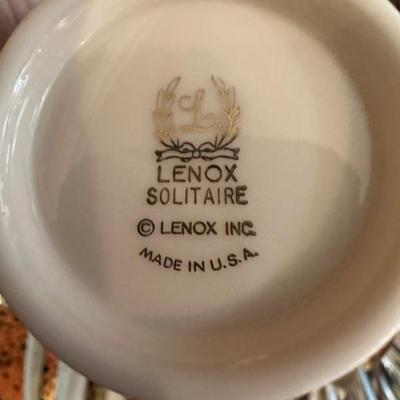 L
LENOX
SOLITAIRE
© LENOX INC.
MADE IN U.S.A.